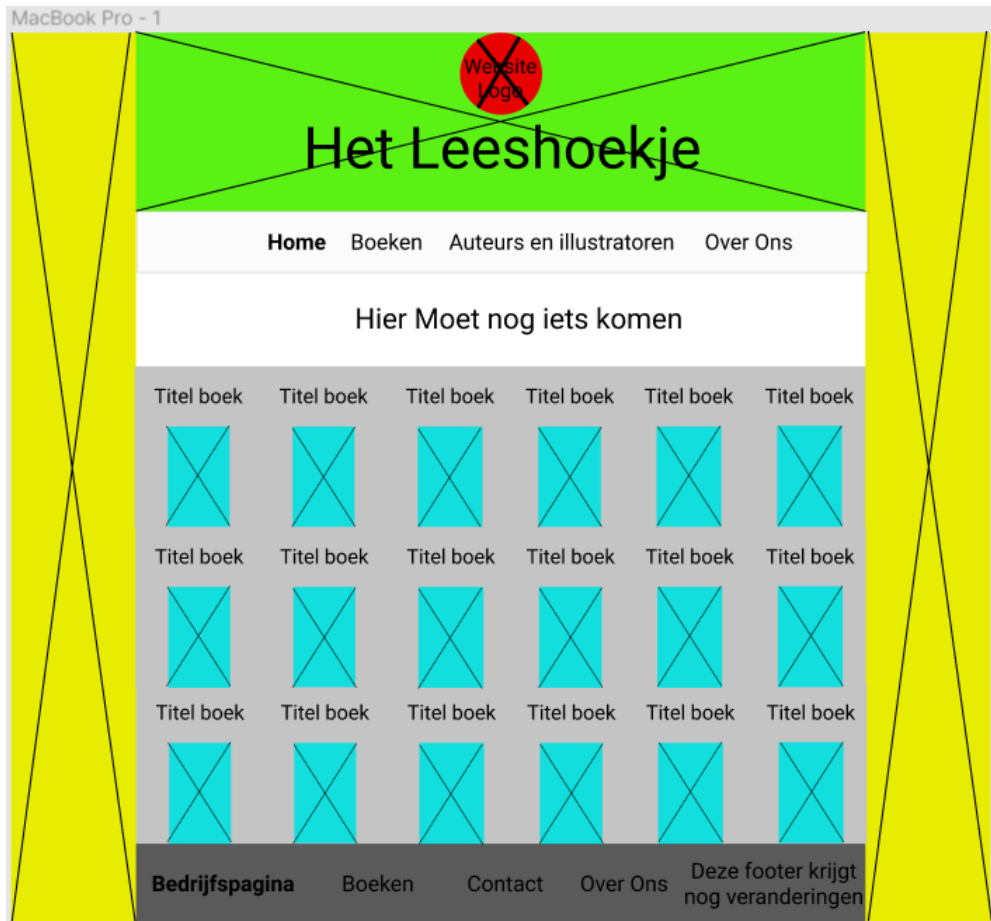 MacBook Pro - 1
Website
Logo
Het Leeshoekje
Home Boeken Auteurs en illustratoren Over Ons
Hier Moet nog iets komen
Titel boek Titel boek Titel boek Titel boek Titel boek Titel boek
Titel boek Titel boek Titel boek Titel boek Titel boek Titel boek
Titel boek Titel boek Titel boek Titel boek Titel boek Titel boek
Bedrijfspagina Boeken Contact Over Ons Deze footer krijgt
nog veranderingen